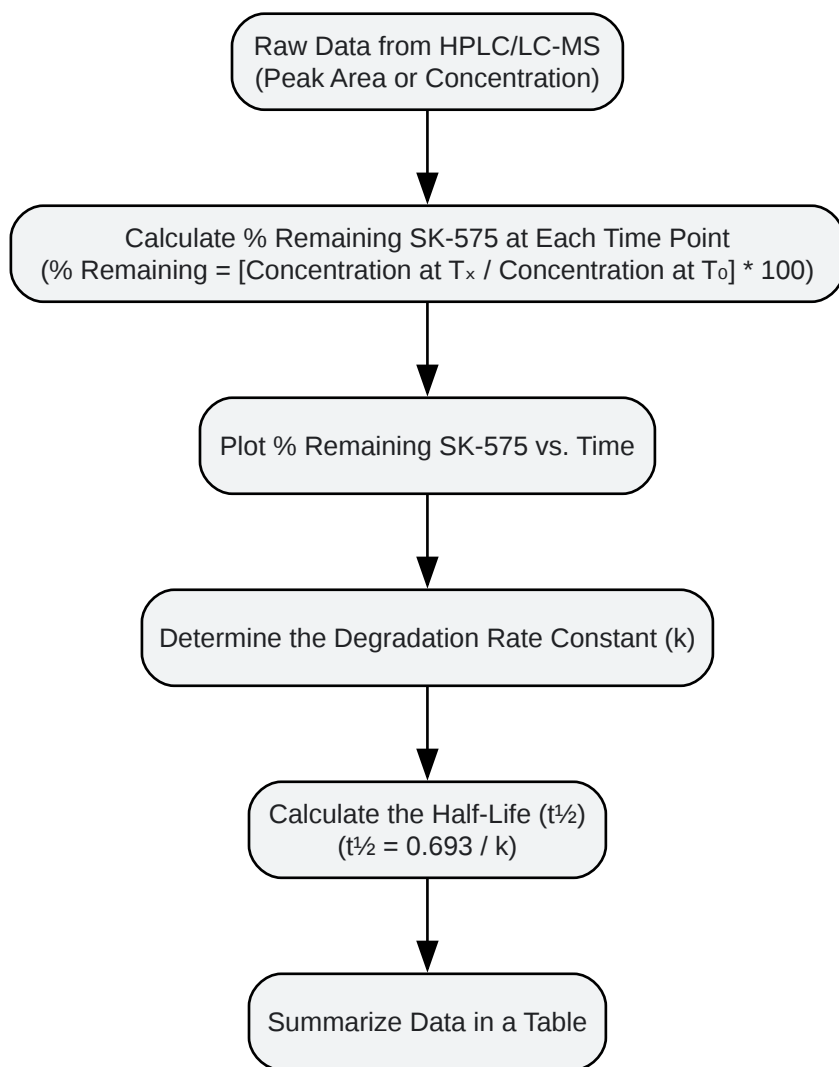 Raw Data from HPLC/LC-MS
(Peak Area or Concentration)
Calculate % Remaining SK-575 at Each Time Point
(% Remaining = [Concentration at Tₓ / Concentration at T₀] * 100)
Plot % Remaining SK-575 vs. Time
Determine the Degradation Rate Constant (k)
Calculate the Half-Life (t½)
(t½ = 0.693 / k)
Summarize Data in a Table